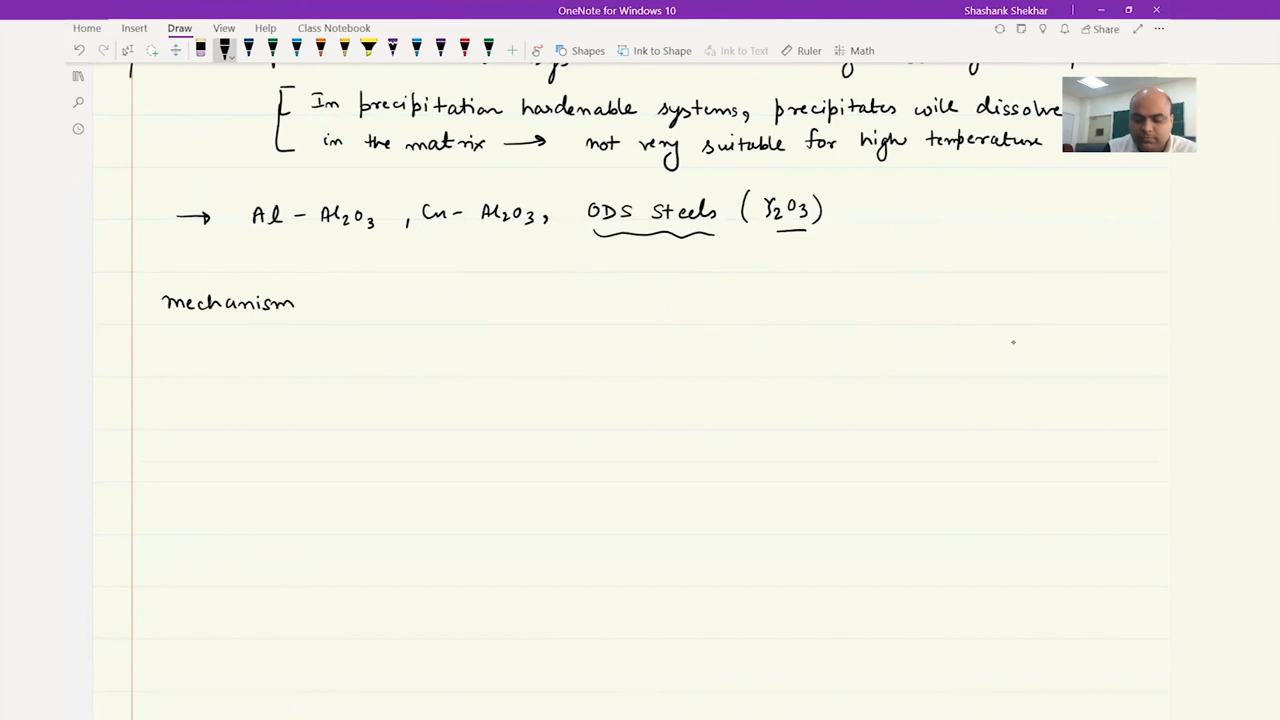 OneNote for Windows 10
Shashank Shekhar
Home Insert Draw View Help Class Notebook
Share
Shapes Ink to Shape Ink to Text Ruler Math
[ In precipitation hardenable systems, precipitates will dissolve
in the matrix → not very suitable for high temperature
→ Al - Al2O3 , Cu - Al2O3, ODS Steels (Y2O3)
mechanism